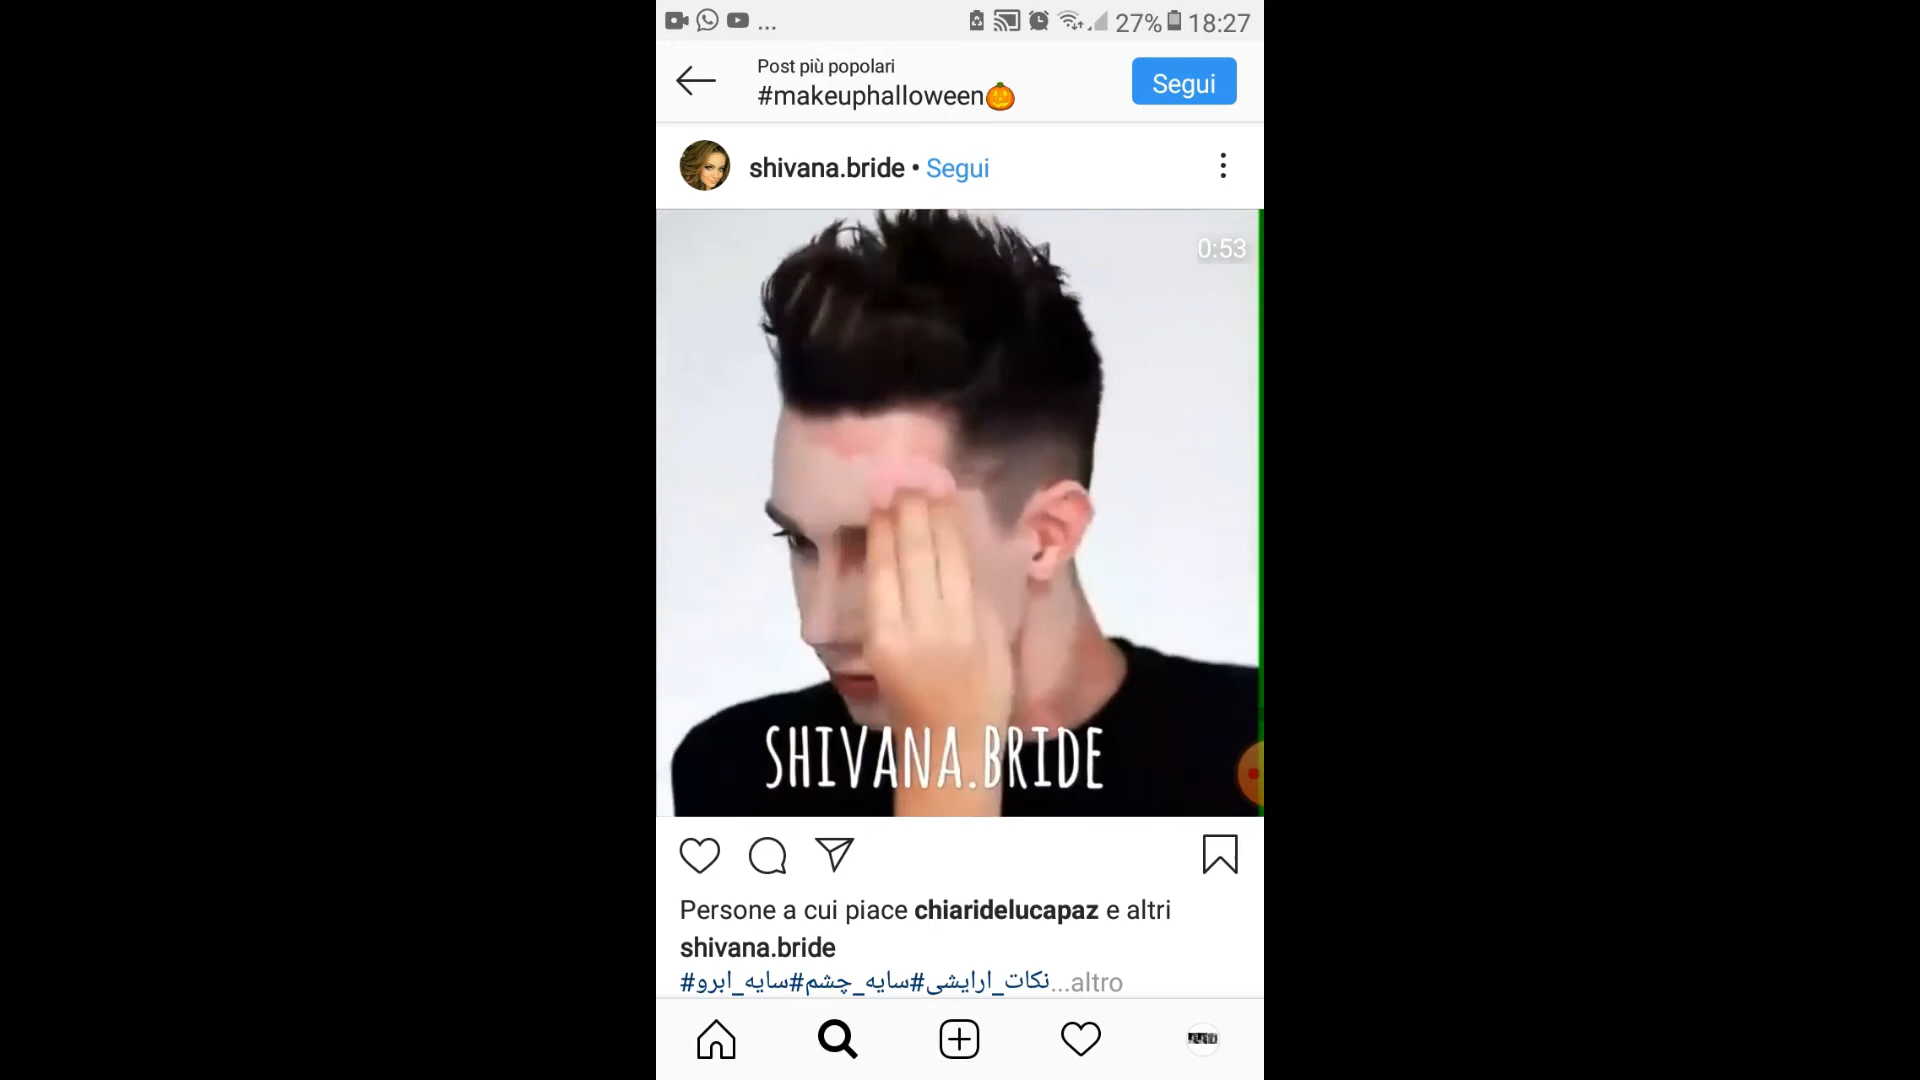 ... 27% 18:27
Post più popolari
#makeuphalloween🎃
Segui
shivana.bride • Segui
0:53
SHIVANA.BRIDE
Persone a cui piace chiaridelucapaz e altri
shivana.bride
#نکات_ارایشی#سایه_چشم#سایه_ابرو...altro